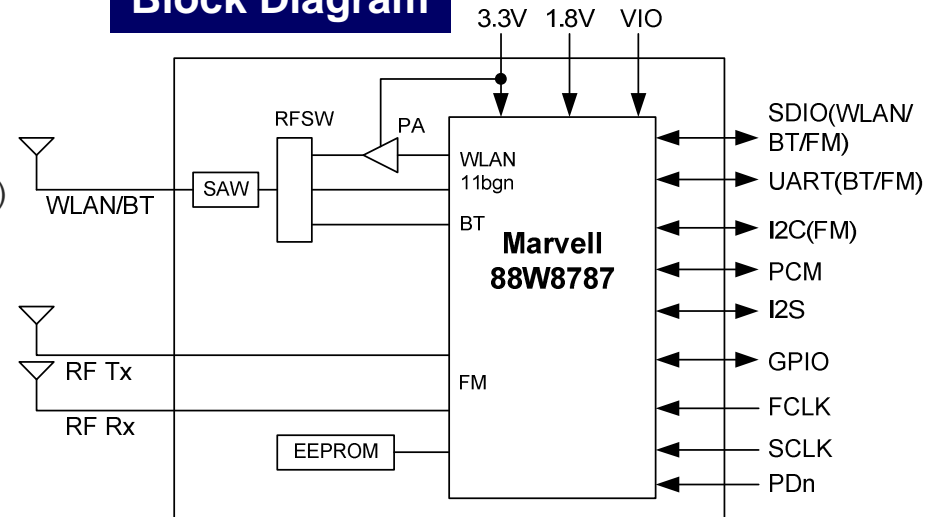 Block Diagram
3.3V 1.8V VIO
RFSW
PA
SDIO(WLAN/
BT/FM)
)
WLAN/BT
SAW
WLAN
11bgn
UART(BT/FM)
BT
Marvell
88W8787
I2C(FM)
PCM
I2S
RF Tx
FM
GPIO
RF Rx
FCLK
EEPROM
SCLK
PDn